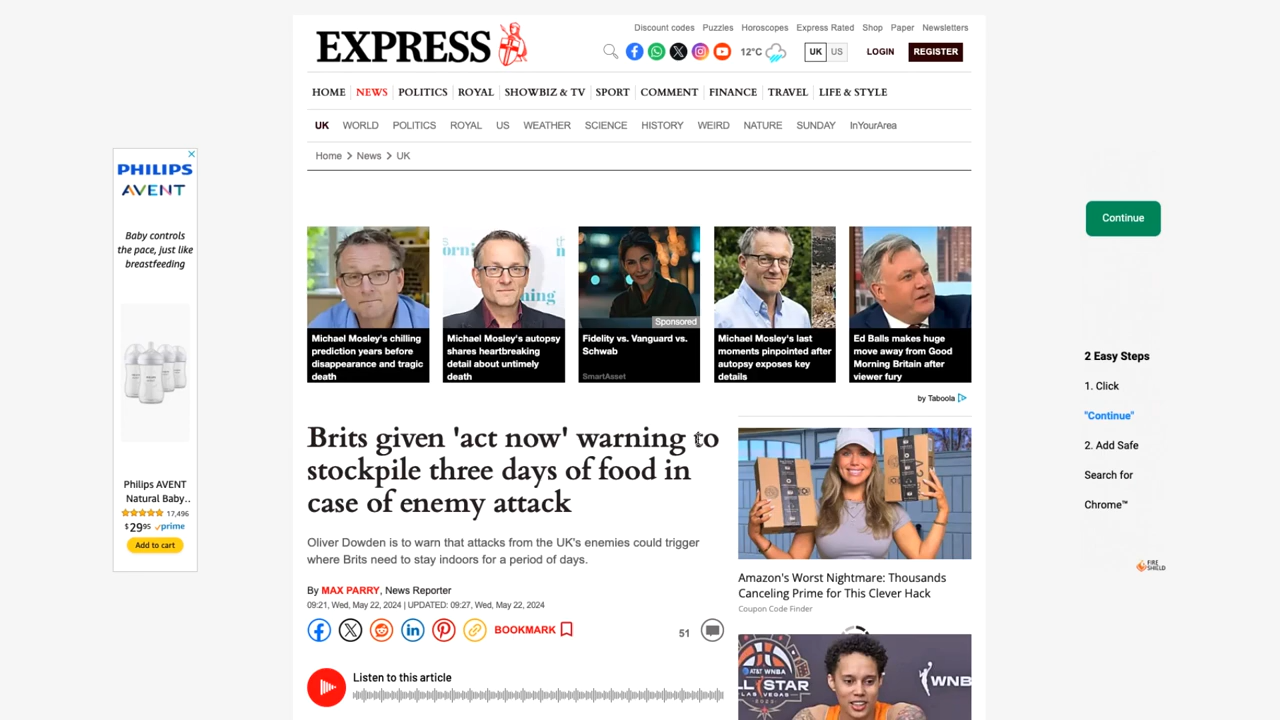 Discount codes Puzzles Horoscopes Express Rated Shop Paper Newsletters
EXPRESS
12°C UK US LOGIN REGISTER
HOME NEWS POLITICS ROYAL SHOWBIZ & TV SPORT COMMENT FINANCE TRAVEL LIFE & STYLE
UK WORLD POLITICS ROYAL US WEATHER SCIENCE HISTORY WEIRD NATURE SUNDAY InYourArea
Home > News > UK
PHILIPS
AVENT
Baby controls
the pace, just like
breastfeeding
Philips AVENT
Natural Baby..
17,496
$2995 prime
Add to cart
Michael Mosley's chilling
prediction years before
disappearance and tragic
death
Michael Mosley's autopsy
shares heartbreaking
detail about untimely
death
Sponsored
Fidelity vs. Vanguard vs.
Schwab
SmartAsset
Michael Mosley's last
moments pinpointed after
autopsy exposes key
details
Ed Balls makes huge
move away from Good
Morning Britain after
viewer fury
by Taboola
Brits given 'act now' warning to
stockpile three days of food in
case of enemy attack
Oliver Dowden is to warn that attacks from the UK's enemies could trigger
where Brits need to stay indoors for a period of days.
By MAX PARRY, News Reporter
09:21, Wed, May 22, 2024 | UPDATED: 09:27, Wed, May 22, 2024
BOOKMARK
51
Listen to this article
Amazon's Worst Nightmare: Thousands
Canceling Prime for This Clever Hack
Coupon Code Finder
AT&T WNBA
STAR
LAS VEGAS
WNB
Continue
2 Easy Steps
1. Click
"Continue"
2. Add Safe
Search for
Chrome™
FIRE
SHIELD